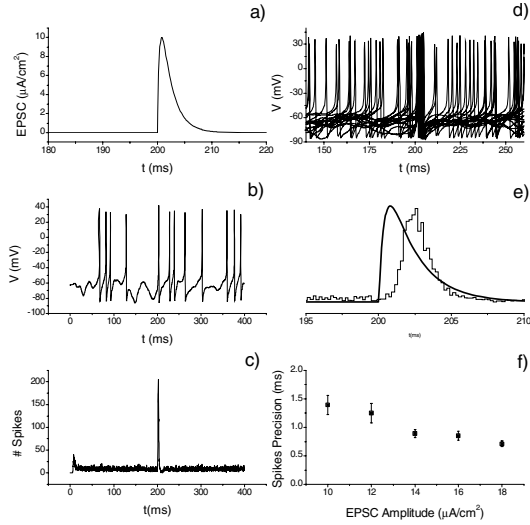 a)
EPSC (μA/cm²)
10
8
6
4
2
0
180 190 200 210 220
t (ms)
b)
V (mV)
40
20
0
-20
-40
-60
-80
-100
0 100 200 300 400
t (ms)
c)
# Spikes
200
150
100
50
0
0 100 200 300 400
t(ms)
d)
V (mV)
30
0
-30
-60
-90
150 175 200 225 250
t (ms)
e)
195 200 205 210
t(ms)
f)
Spikes Precision (ms)
2.0
1.5
1.0
0.5
0.0
10 12 14 16 18
EPSC Amplitude (μA/cm²)